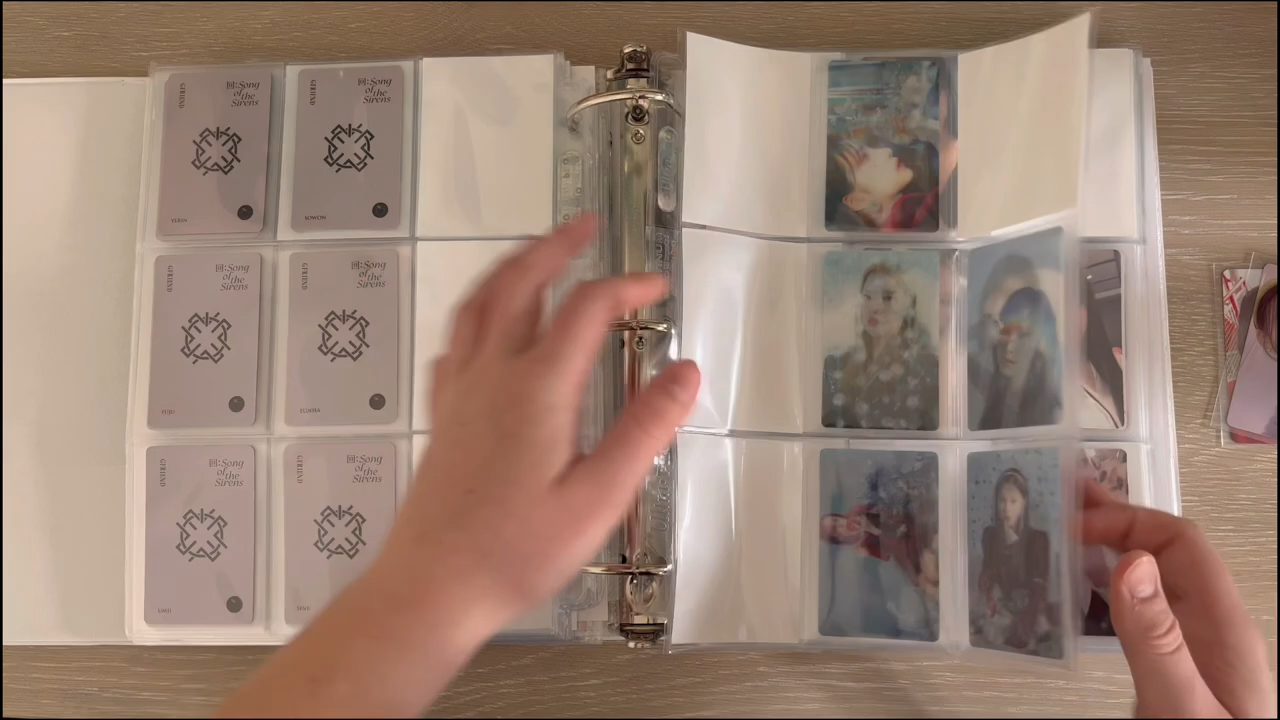 GFRIEND
回:Song
of the
Sirens
YERIN
GFRIEND
回:Song
of the
Sirens
SOWON
GFRIEND
回:Song
of the
Sirens
YUJU
GFRIEND
回:Song
of the
Sirens
EUNHA
GFRIEND
回:Song
of the
Sirens
UMJI
GFRIEND
回:Song
of the
Sirens